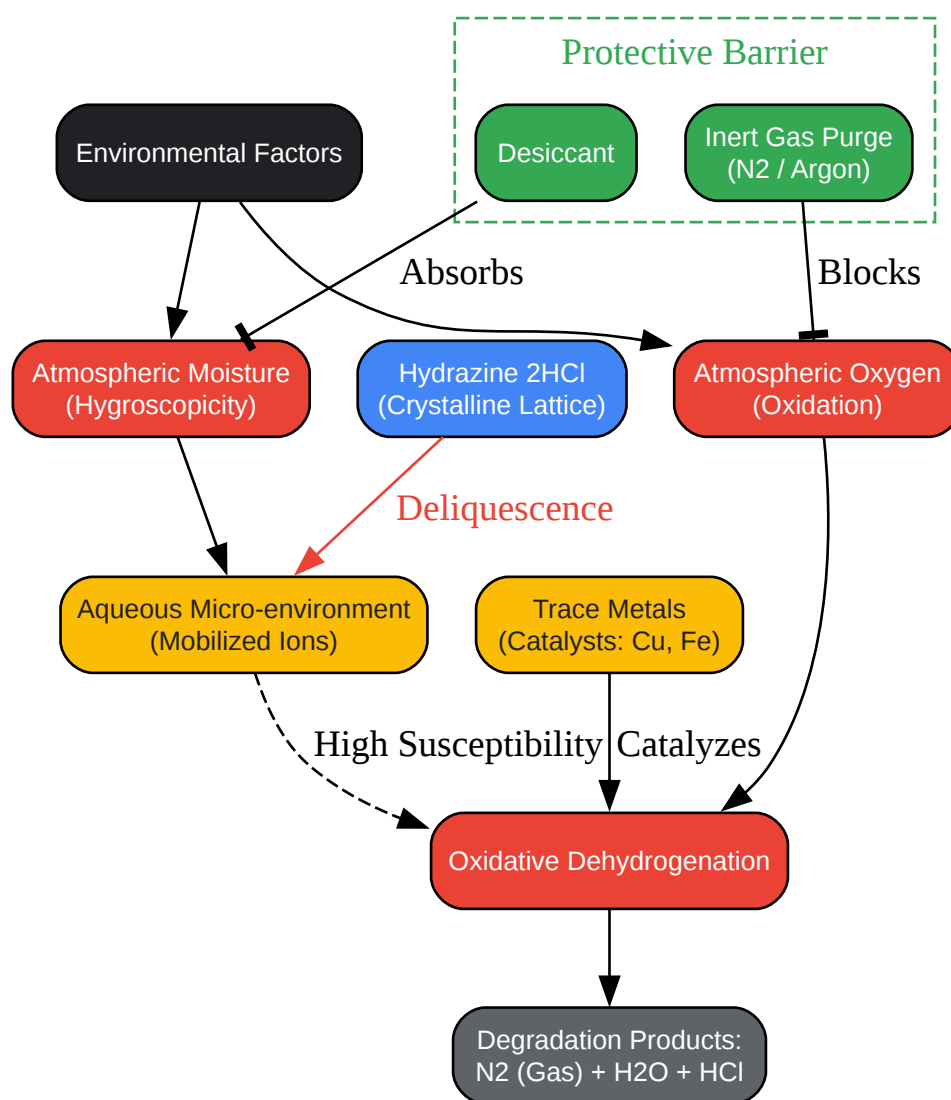 Protective Barrier
Environmental Factors
Desiccant
Inert Gas Purge
(N2 / Argon)
Absorbs
Blocks
Atmospheric Moisture
(Hygroscopicity)
Hydrazine 2HCl
(Crystalline Lattice)
Atmospheric Oxygen
(Oxidation)
Deliquescence
Aqueous Micro-environment
(Mobilized Ions)
Trace Metals
(Catalysts: Cu, Fe)
High Susceptibility
Catalyzes
Oxidative Dehydrogenation
Degradation Products:
N2 (Gas) + H2O + HCl